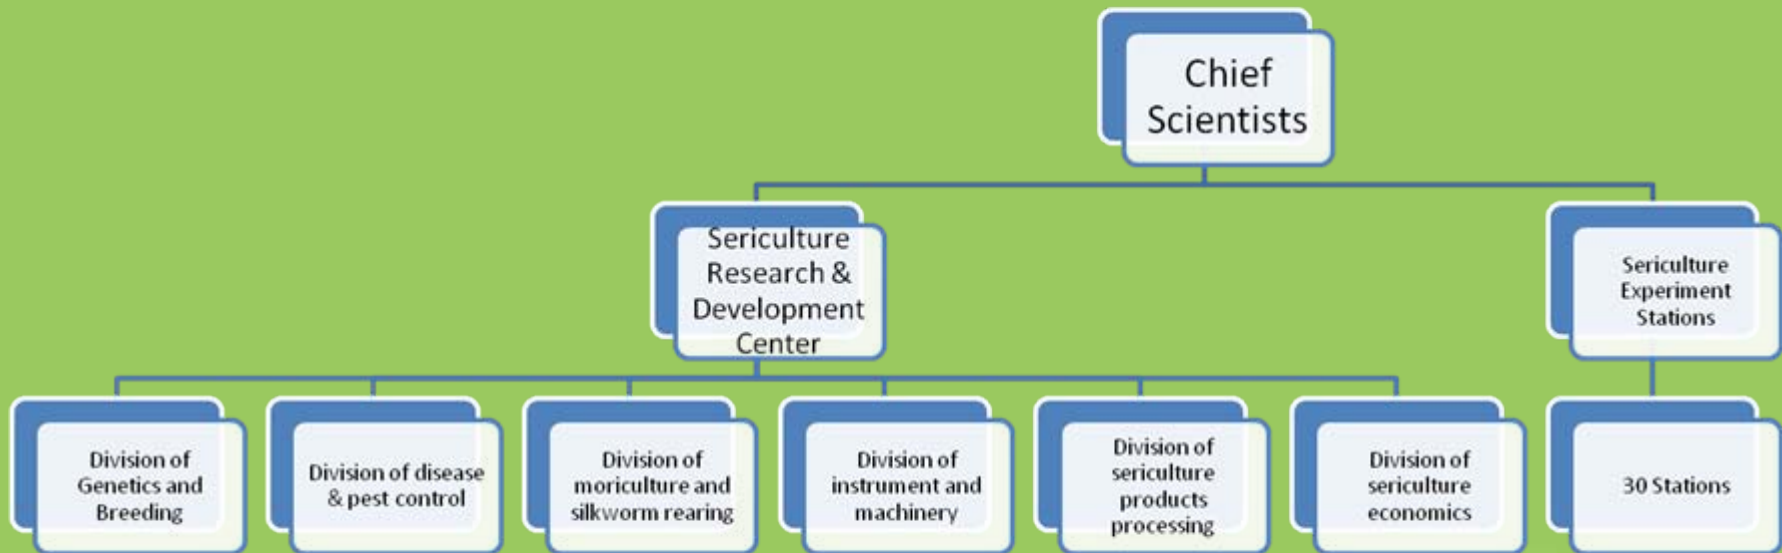 Chief
Scientists
Sericulture
Research &
Development
Center
Sericulture
Experiment
Stations
Division of
Genetics and
Breeding
Division of disease
& pest control
Division of
moriculture and
silkworm rearing
Division of
instrument and
machinery
Division of
sericulture
products
processing
Division of
sericulture
economics
30 Stations